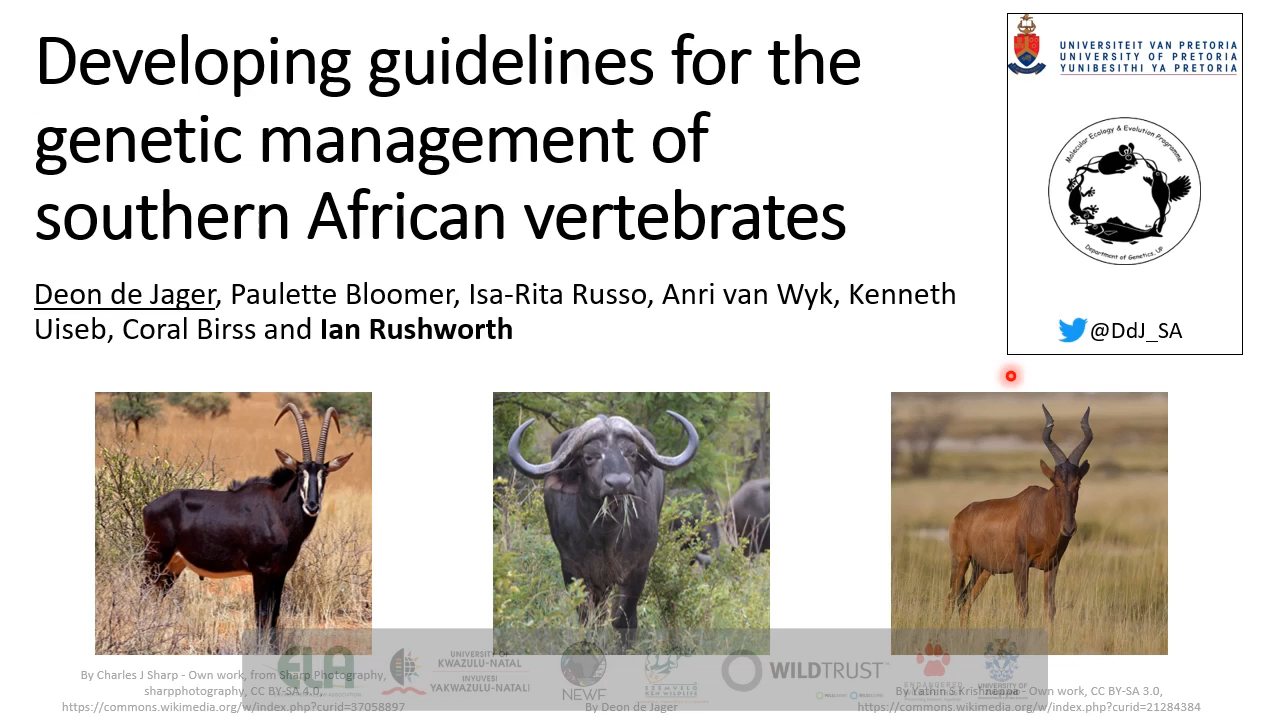 Developing guidelines for the
genetic management of
southern African vertebrates
Deon de Jager, Paulette Bloomer, Isa-Rita Russo, Anri van Wyk, Kenneth
Uiseb, Coral Birss and Ian Rushworth
UNIVERSITEIT VAN PRETORIA
UNIVERSITY OF PRETORIA
YUNIBESITHI YA PRETORIA
Molecular Ecology & Evolution Programme
Department of Genetics, UP
@DdJ_SA
By Charles J Sharp - Own work, from Sharp Photography,
sharpphotography, CC BY-SA 4.0,
https://commons.wikimedia.org/w/index.php?curid=37058897
By Deon de Jager
By Yathin S Krishnappa - Own work, CC BY-SA 3.0,
https://commons.wikimedia.org/w/index.php?curid=21284384
ELA
UNIVERSITY OF
KWAZULU-NATAL
INYUVESI
YAKWAZULU-NATALI
NEWF
WILDTRUST
ENDANGERED
UNIVERSITY OF